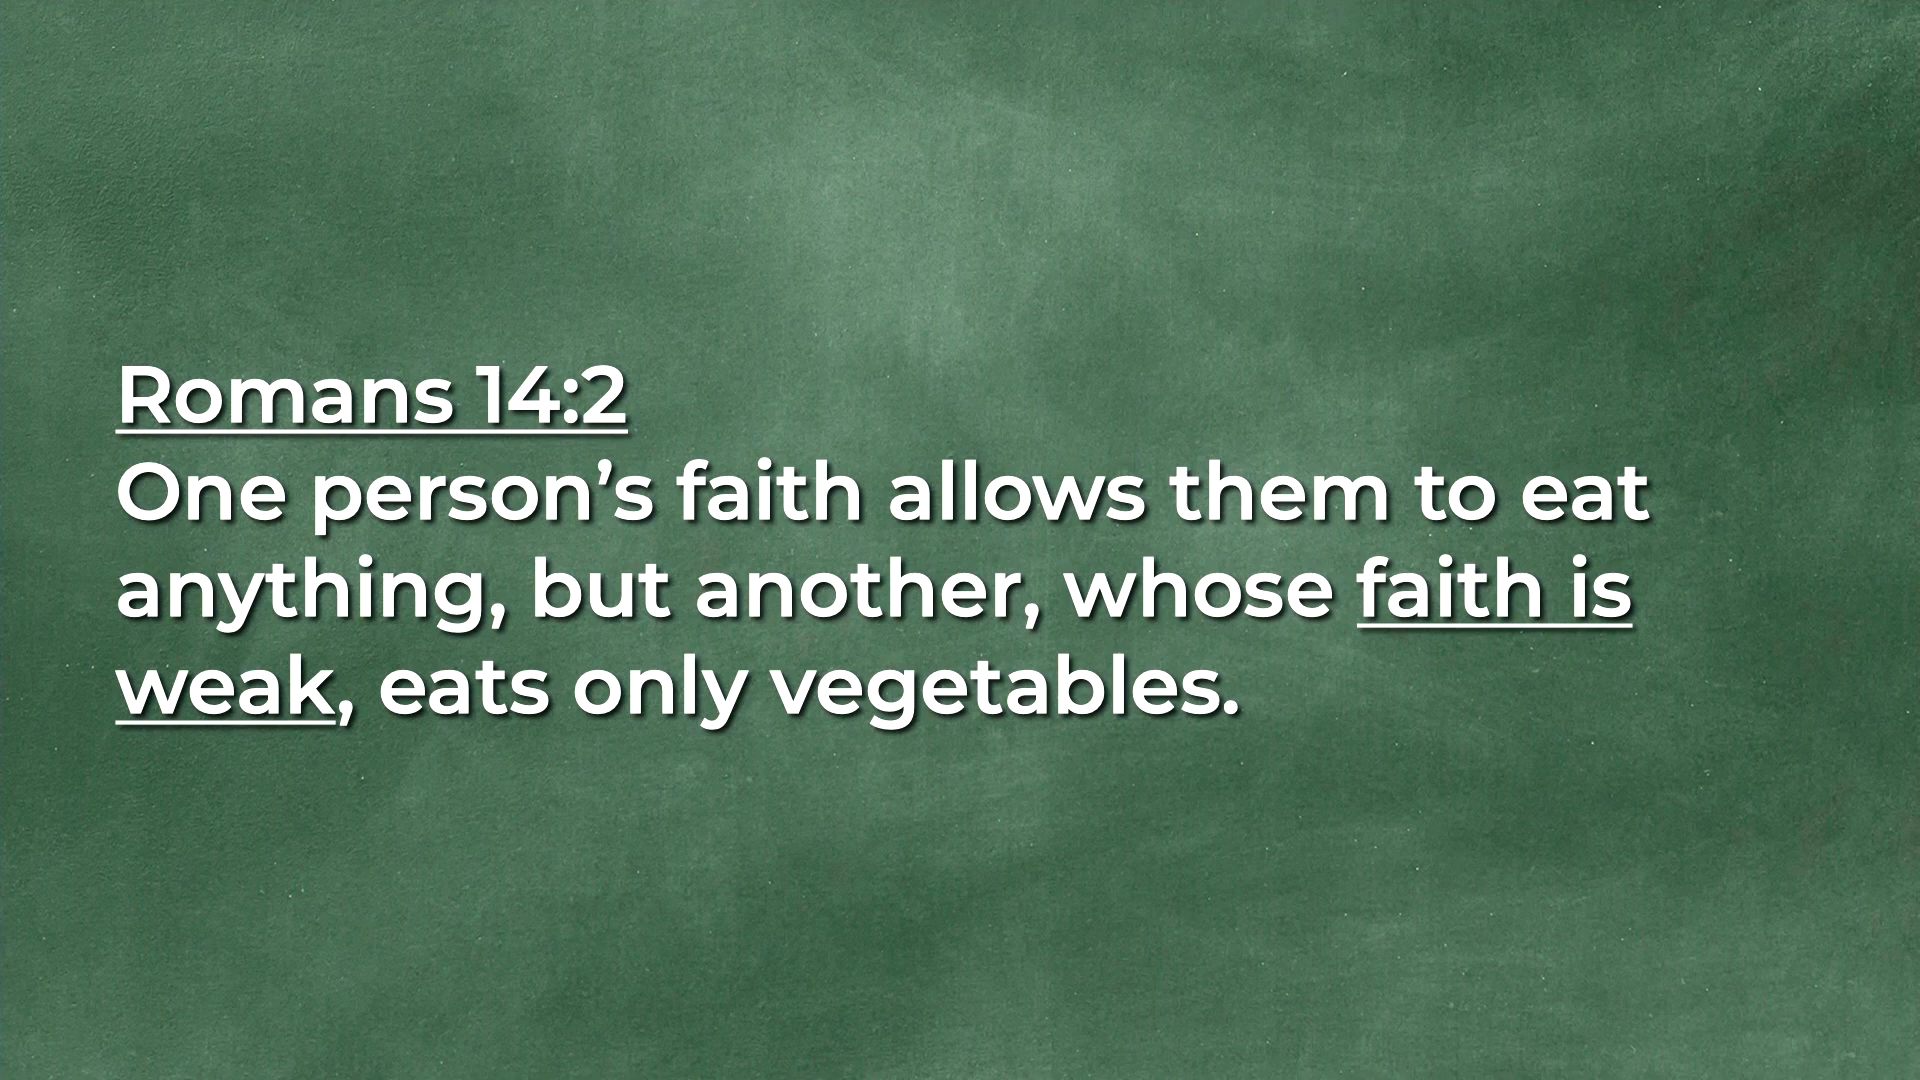 Romans 14:2
One person’s faith allows them to eat
anything, but another, whose faith is
weak, eats only vegetables.